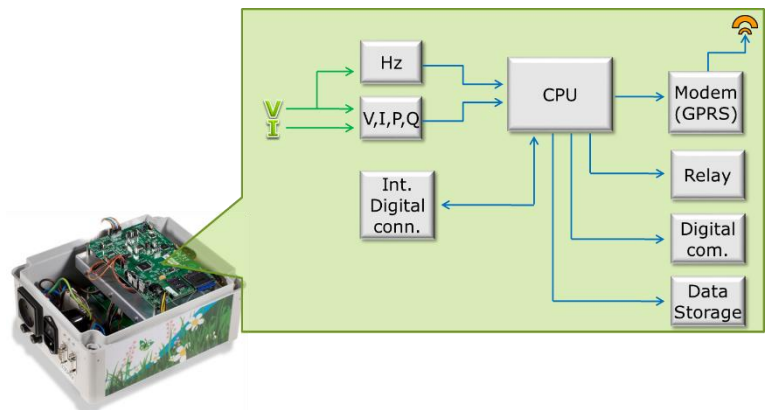 Hz
CPU
Modem
(GPRS)
V
I
V,I,P,Q
Int.
Digital
conn.
Relay
Digital
com.
Data
Storage